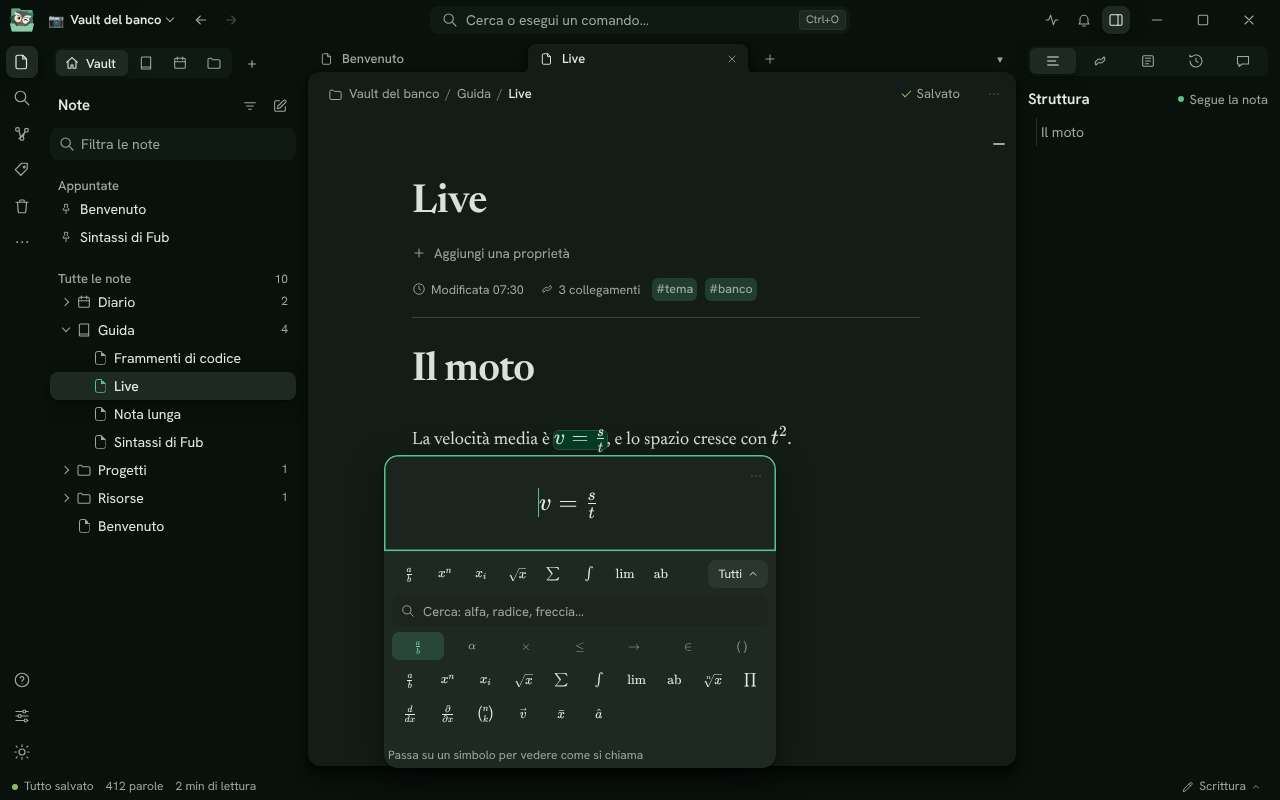 Vault del banco
Cerca o esegui un comando...
Ctrl+O
Vault
Benvenuto
Live
Note
Filtra le note
Appuntate
Benvenuto
Sintassi di Fub
Tutte le note 10
Diario 2
Guida 4
Frammenti di codice
Live
Nota lunga
Sintassi di Fub
Progetti 1
Risorse 1
Benvenuto
Vault del banco / Guida / Live
Salvato
Live
Aggiungi una proprietà
Modificata 07:30 3 collegamenti #tema #banco
Il moto
La velocità media è v = s/t, e lo spazio cresce con t².
v = s/t
a/b xⁿ xᵢ √x ∑ ∫ lim ab Tutti
Cerca: alfa, radice, freccia...
a/b α × ≤ → ∈ ( )
a/b xⁿ xᵢ √x ∑ ∫ lim ab ⁿ√x ∏
d/dx ∂/∂x (n k) v⃗ x̄ â
Passa su un simbolo per vedere come si chiama
Struttura
Segue la nota
Il moto
Tutto salvato 412 parole 2 min di lettura
Scrittura